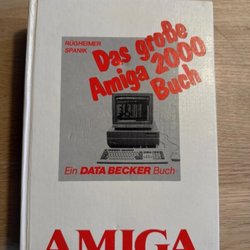 RÜGHEIMER
SPANIK
Das große
Amiga 2000
Buch
Ein DATA BECKER Buch
AMIGA